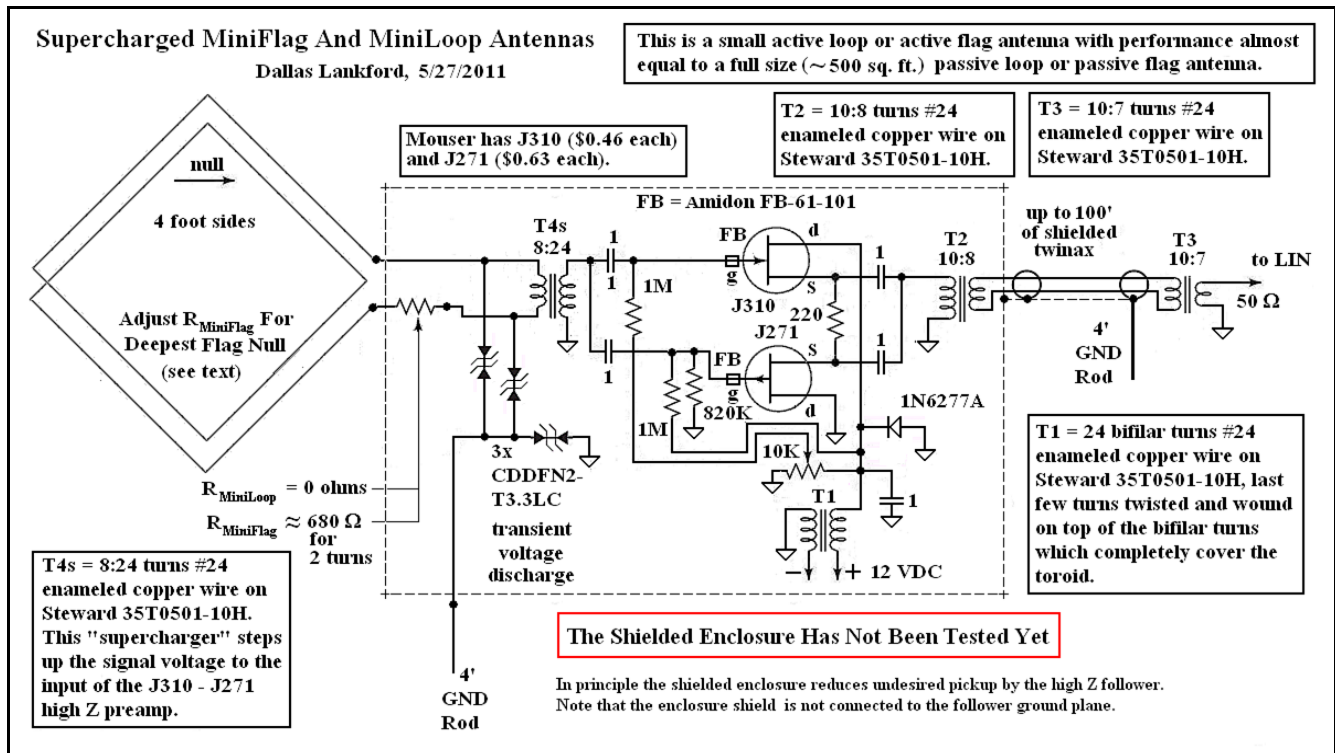 Supercharged MiniFlag And MiniLoop Antennas
Dallas Lankford, 5/27/2011
This is a small active loop or active flag antenna with performance almost
equal to a full size (~ 500 sq. ft.) passive loop or passive flag antenna.
T2 = 10:8 turns #24
enameled copper wire on
Steward 35T0501-10H.
T3 = 10:7 turns #24
enameled copper wire on
Steward 35T0501-10H.
Mouser has J310 ($0.46 each)
and J271 ($0.63 each).
null
4 foot sides
Adjust RMiniFlag For
Deepest Flag Null
(see text)
FB = Amidon FB-61-101
T4s
8:24
1
1
1M
FB
g
d
s
J310
220
J271
1
1
s
FB
g
d
1
1M
820K
T2
10:8
up to 100'
of shielded
twinax
T3
10:7
to LIN
50 Ω
4'
GND
Rod
1N6277A
10K
T1
1
– + 12 VDC
3x
CDDFN2-
T3.3LC
transient
voltage
discharge
RMiniLoop = 0 ohms
RMiniFlag ≈ 680 Ω
for
2 turns
T1 = 24 bifilar turns #24
enameled copper wire on
Steward 35T0501-10H, last
few turns twisted and wound
on top of the bifilar turns
which completely cover the
toroid.
T4s = 8:24 turns #24
enameled copper wire on
Steward 35T0501-10H.
This "supercharger" steps
up the signal voltage to the
input of the J310 - J271
high Z preamp.
4'
GND
Rod
The Shielded Enclosure Has Not Been Tested Yet
In principle the shielded enclosure reduces undesired pickup by the high Z follower.
Note that the enclosure shield is not connected to the follower ground plane.